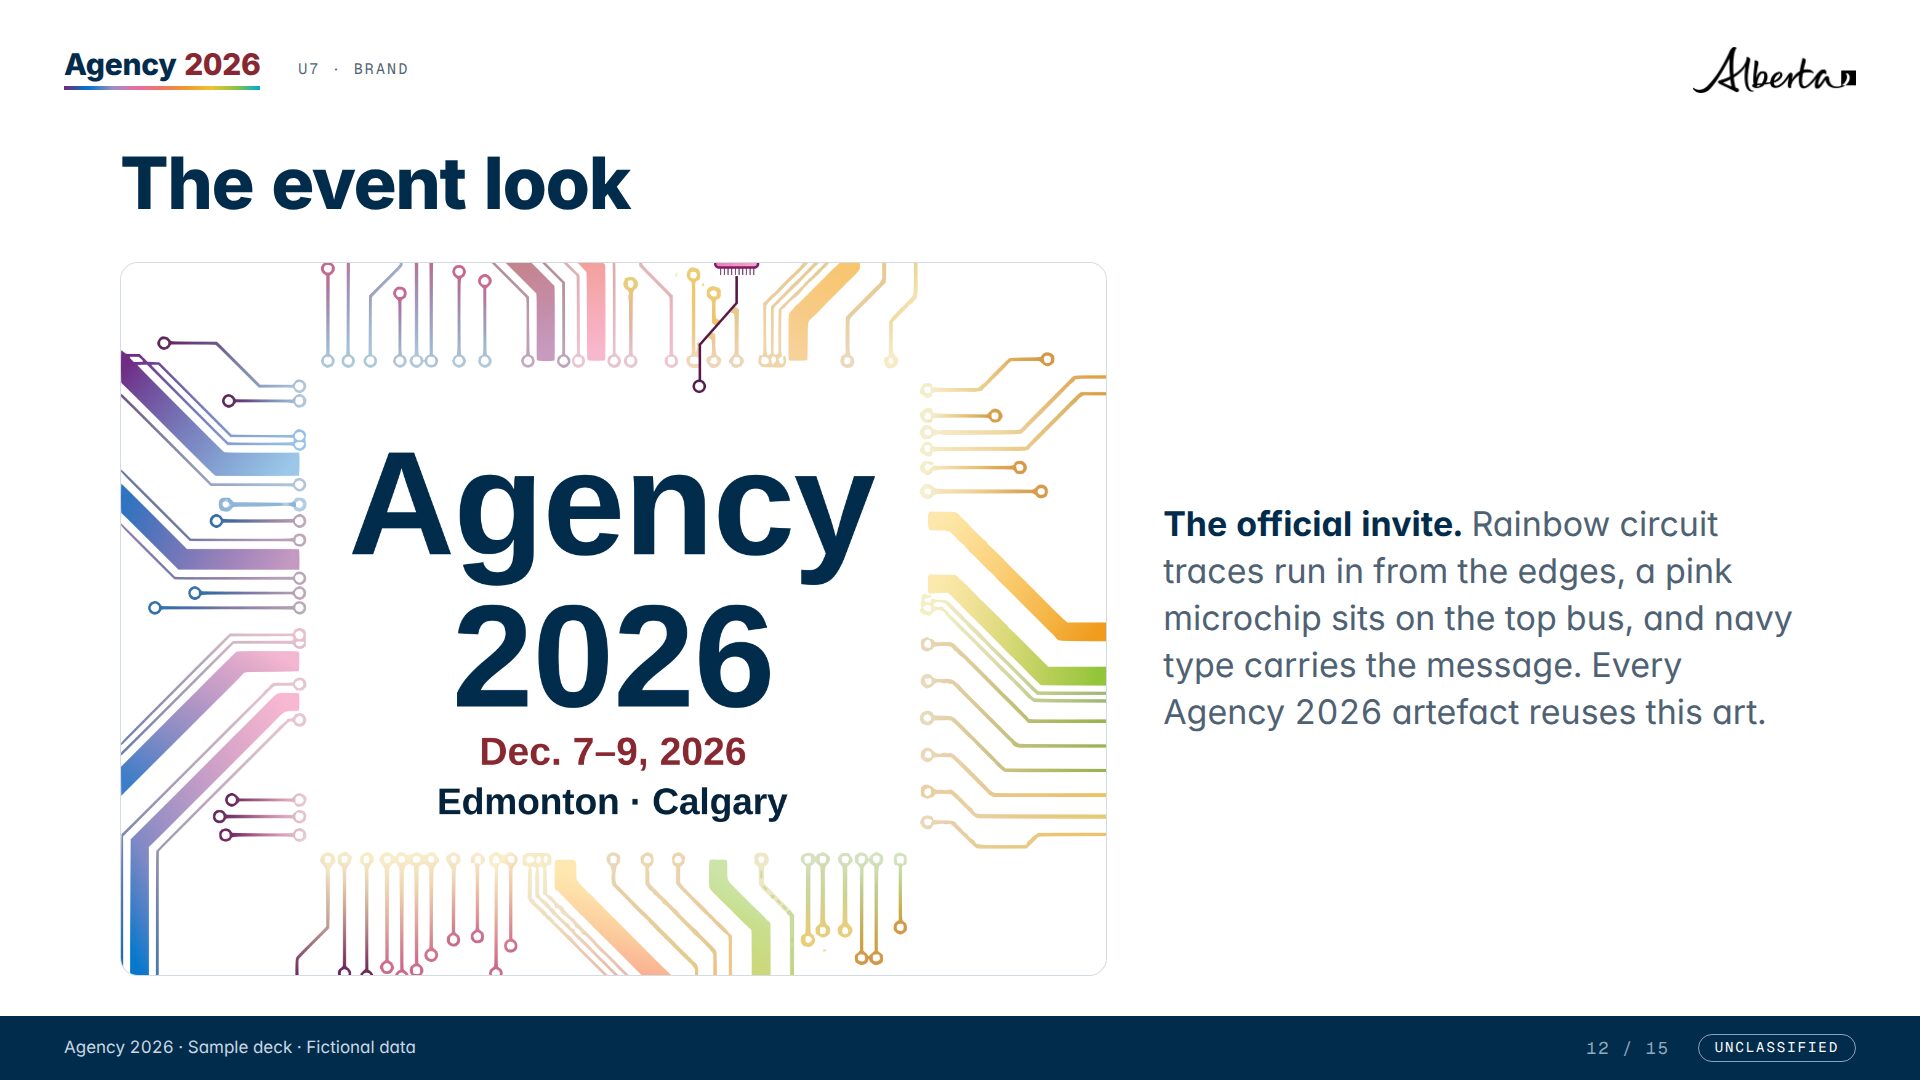 Agency 2026
U7 · BRAND
Alberta
The event look
Agency
2026
Dec. 7–9, 2026
Edmonton · Calgary
The official invite. Rainbow circuit
traces run in from the edges, a pink
microchip sits on the top bus, and navy
type carries the message. Every
Agency 2026 artefact reuses this art.
Agency 2026 · Sample deck · Fictional data
12 / 15
UNCLASSIFIED